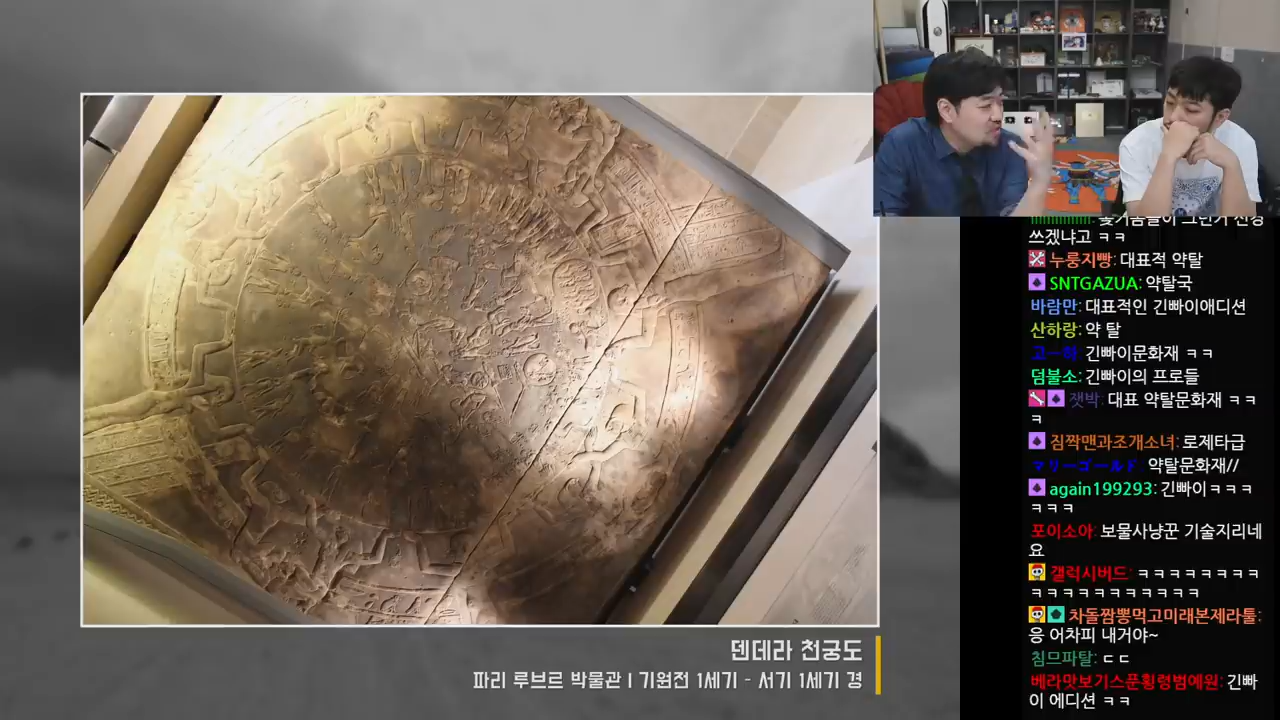 덴데라 천궁도
파리 루브르 박물관 | 기원전 1세기 - 서기 1세기 경
쓰겠냐고 ㅋㅋ
누룽지빵: 대표적 약탈
SNTGAZUA: 약탈국
바람만: 대표적인 긴빠이애디션
산하랑: 약 탈
긴빠이문화재 ㅋㅋ
덤불소: 긴빠이의 프로들
잿박: 대표 약탈문화재 ㅋㅋ
ㅋ
짐짝맨과조개소녀: 로제타급
マリーゴールド: 약탈문화재//
again199293: 긴빠이ㅋㅋㅋ
ㅋㅋㅋ
포이소아: 보물사냥꾼 기술지리네
요
갤럭시버드: ㅋㅋㅋㅋㅋㅋㅋㅋ
ㅋㅋㅋㅋㅋㅋㅋㅋㅋㅋㅋ
차돌짬뽕먹고미래본제라툴:
응 어차피 내거야~
침므파탈: ㄷㄷ
베라맛보기스푼횡령범예원: 긴빠
이 에디션 ㅋㅋ